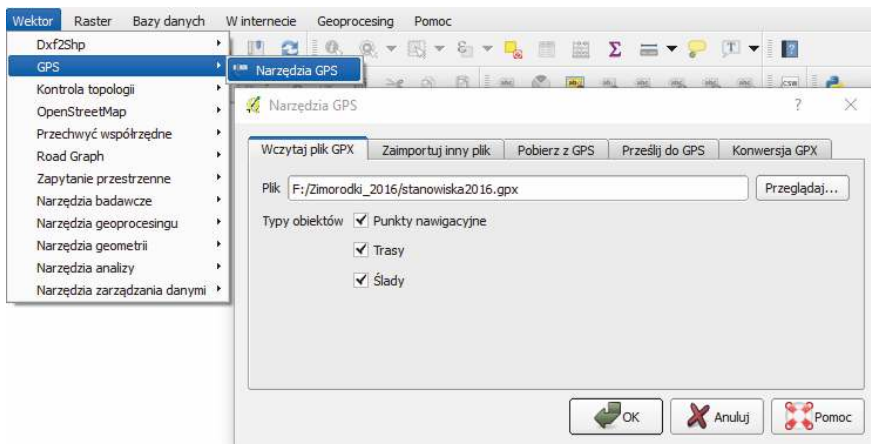 Wektor Raster Bazy danych W internecie Geoprocesing Pomoc
Dxf2Shp
GPS
Narzędzia GPS
Kontrola topologii
OpenStreetMap
Przechwyć współrzędne
Road Graph
Zapytanie przestrzenne
Narzędzia badawcze
Narzędzia geoprocesingu
Narzędzia geometrii
Narzędzia analizy
Narzędzia zarządzania danymi
Narzędzia GPS
Wczytaj plik GPX Zaimportuj inny plik Pobierz z GPS Prześlij do GPS Konwersja GPX
Plik F:/Zimorodki_2016/stanowiska2016.gpx Przeglądaj...
Typy obiektów Punkty nawigacyjne
Trasy
Ślady
OK Anuluj Pomoc